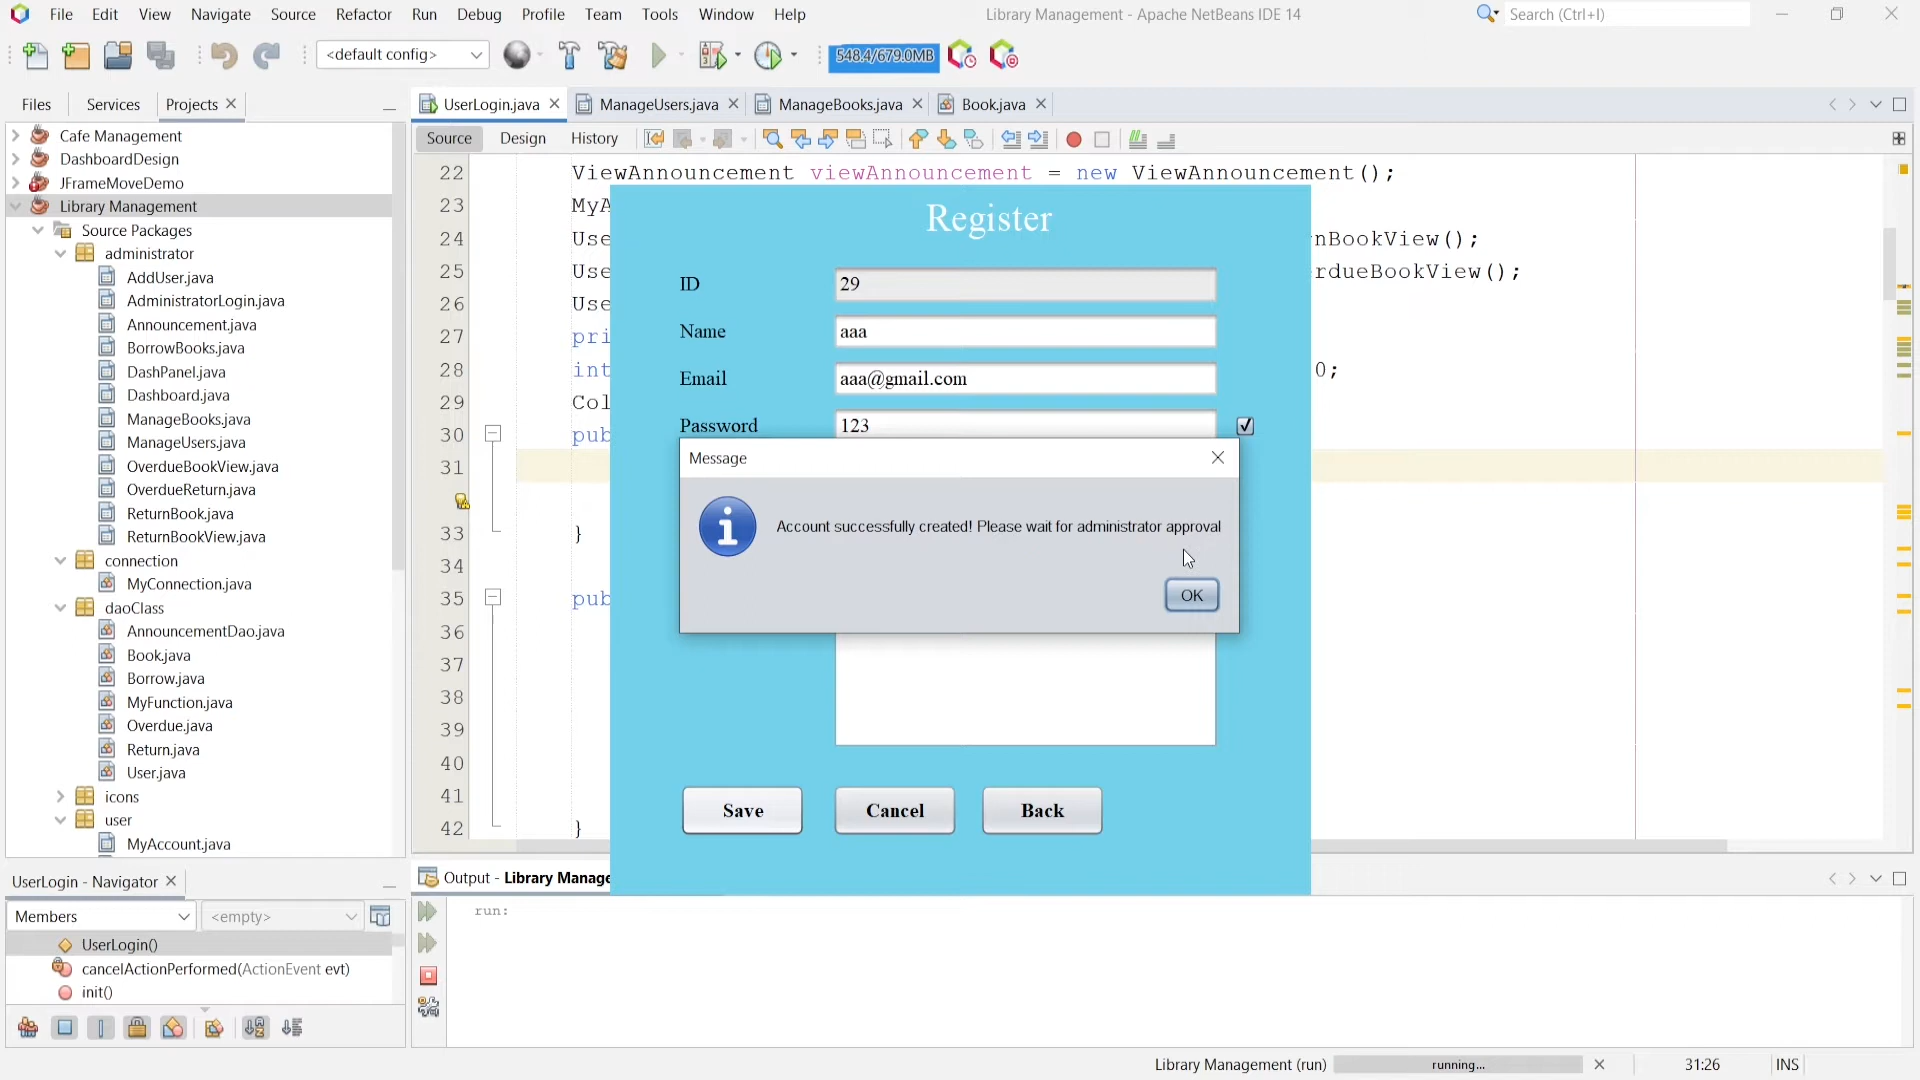 File Edit View Navigate Source Refactor Run Debug Profile Team Tools Window Help
Library Management - Apache NetBeans IDE 14
Search (Ctrl+I)
<default config>
548.4/679.0MB
Files Services Projects
UserLogin.java ManageUsers.java ManageBooks.java Book.java
Source Design History
Cafe Management
DashboardDesign
JFrameMoveDemo
Library Management
Source Packages
administrator
AddUser.java
AdministratorLogin.java
Announcement.java
BorrowBooks.java
DashPanel.java
Dashboard.java
ManageBooks.java
ManageUsers.java
OverdueBookView.java
OverdueReturn.java
ReturnBook.java
ReturnBookView.java
connection
MyConnection.java
daoClass
AnnouncementDao.java
Book.java
Borrow.java
MyFunction.java
Overdue.java
Return.java
User.java
icons
user
MyAccount.java
22 ViewAnnouncement viewAnnouncement = new ViewAnnouncement();
23 MyA
24 Use nBookView();
25 Use rdueBookView();
26 Use
27 pri
28 int 0;
29 Col
30 pub
31
33 }
34
35 pub
36
37
38
39
40
41
42 }
Register
ID 29
Name aaa
Email aaa@gmail.com
Password 123
Message
Account successfully created! Please wait for administrator approval
OK
Save Cancel Back
UserLogin - Navigator
Members <empty>
UserLogin()
cancelActionPerformed(ActionEvent evt)
init()
Output - Library Manage
run:
Library Management (run) running... 31:26 INS